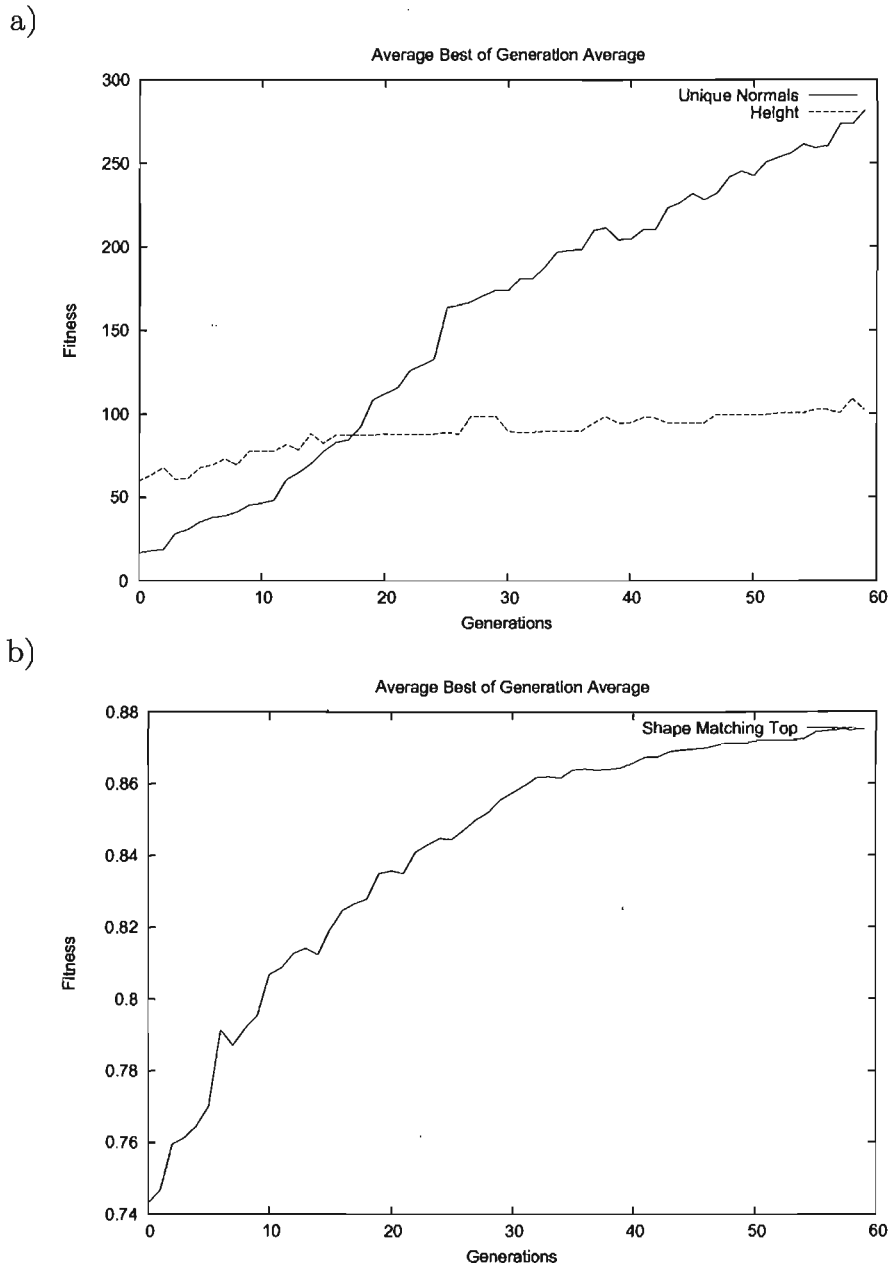 a)
Average Best of Generation Average
300
250
200
150
100
50
0
Fitness
Unique Normals
Height
0 10 20 30 40 50 60
Generations
b)
Average Best of Generation Average
0.88
0.86
0.84
0.82
0.8
0.78
0.76
0.74
Fitness
Shape Matching Top
0 10 20 30 40 50 60
Generations